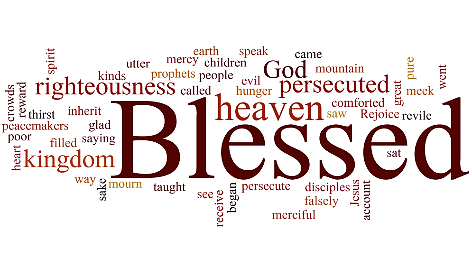 earth
speak
came
spirit
utter
mercy
children
God
mountain
pure
kinds
prophets
people
crowds
reward
righteousness
called
evil
hunger
persecuted
great
meek
went
thirst
inherit
heaven
comforted
saw
Rejoice
revile
peacemakers
glad
Blessed
poor
filled
saying
heart
kingdom
sat
way
sake
mourn
taught
see
receive
began
persecute
disciples
falsely
merciful
Jesus
account